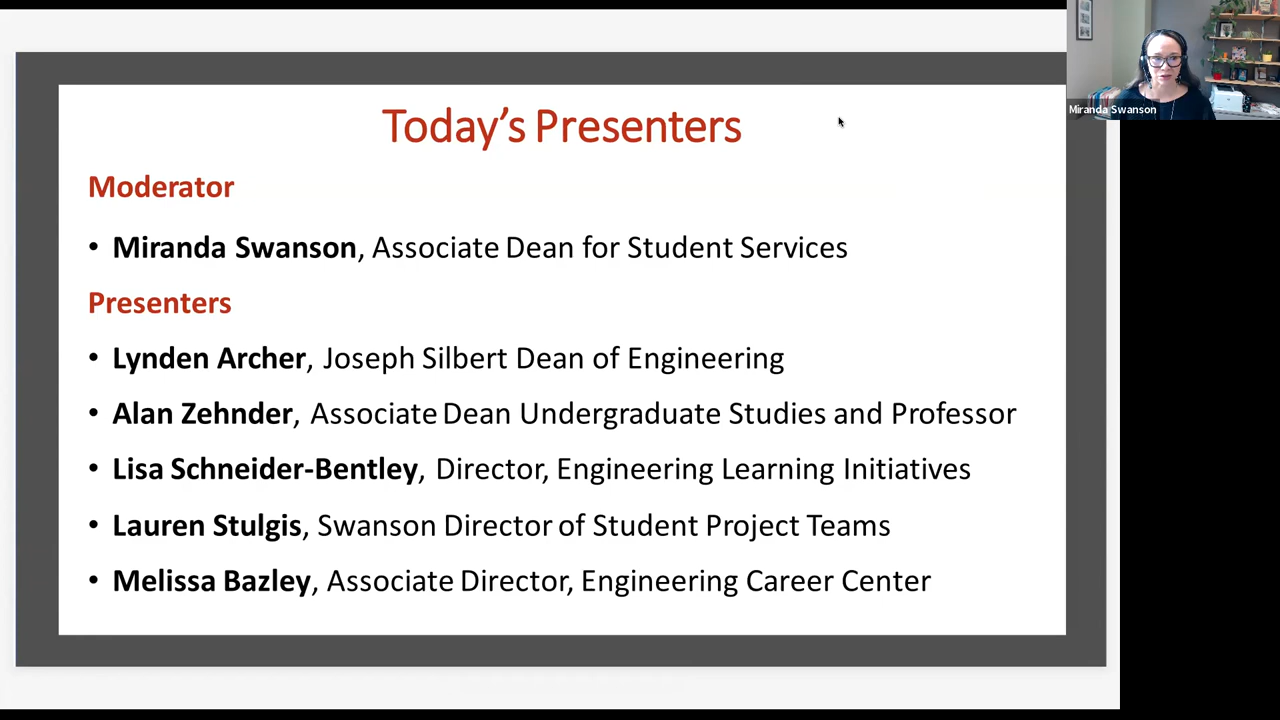 Today's Presenters
Miranda Swanson
Moderator
• Miranda Swanson, Associate Dean for Student Services
Presenters
• Lynden Archer, Joseph Silbert Dean of Engineering
• Alan Zehnder, Associate Dean Undergraduate Studies and Professor
• Lisa Schneider-Bentley, Director, Engineering Learning Initiatives
• Lauren Stulgis, Swanson Director of Student Project Teams
• Melissa Bazley, Associate Director, Engineering Career Center